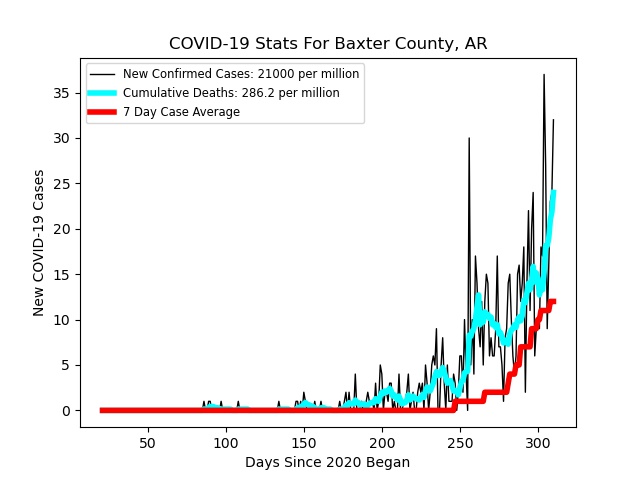 COVID-19 Stats For Baxter County, AR
New Confirmed Cases: 21000 per million
Cumulative Deaths: 286.2 per million
7 Day Case Average
New COVID-19 Cases
35
30
25
20
15
10
5
0
50 100 150 200 250 300
Days Since 2020 Began